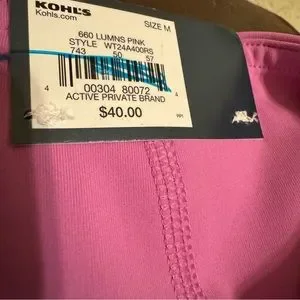 KOHL'S
Kohls.com
SIZE M
660 LUMNS PINK
STYLE WT24A400RS
743 50 57
4 00304 80072 4
ACTIVE PRIVATE BRAND
$40.00